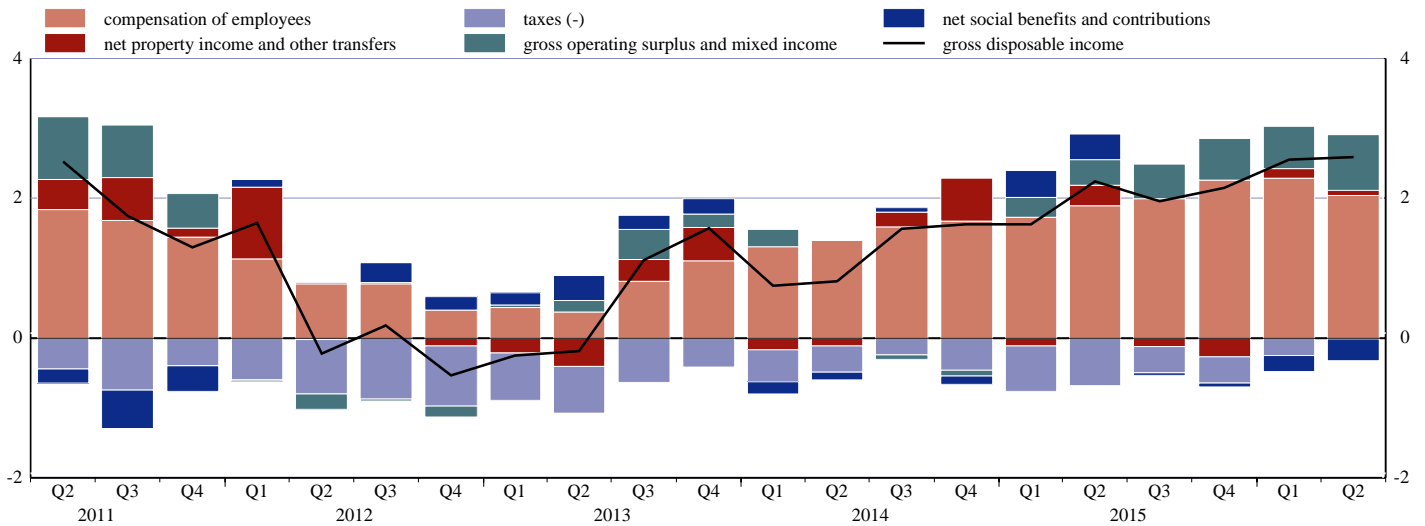 compensation of employees taxes (-) net social benefits and contributions
net property income and other transfers gross operating surplus and mixed income gross disposable income
4 4
2 2
0 0
-2 -2
Q2 Q3 Q4 Q1 Q2 Q3 Q4 Q1 Q2 Q3 Q4 Q1 Q2 Q3 Q4 Q1 Q2 Q3 Q4 Q1 Q2
2011 2012 2013 2014 2015